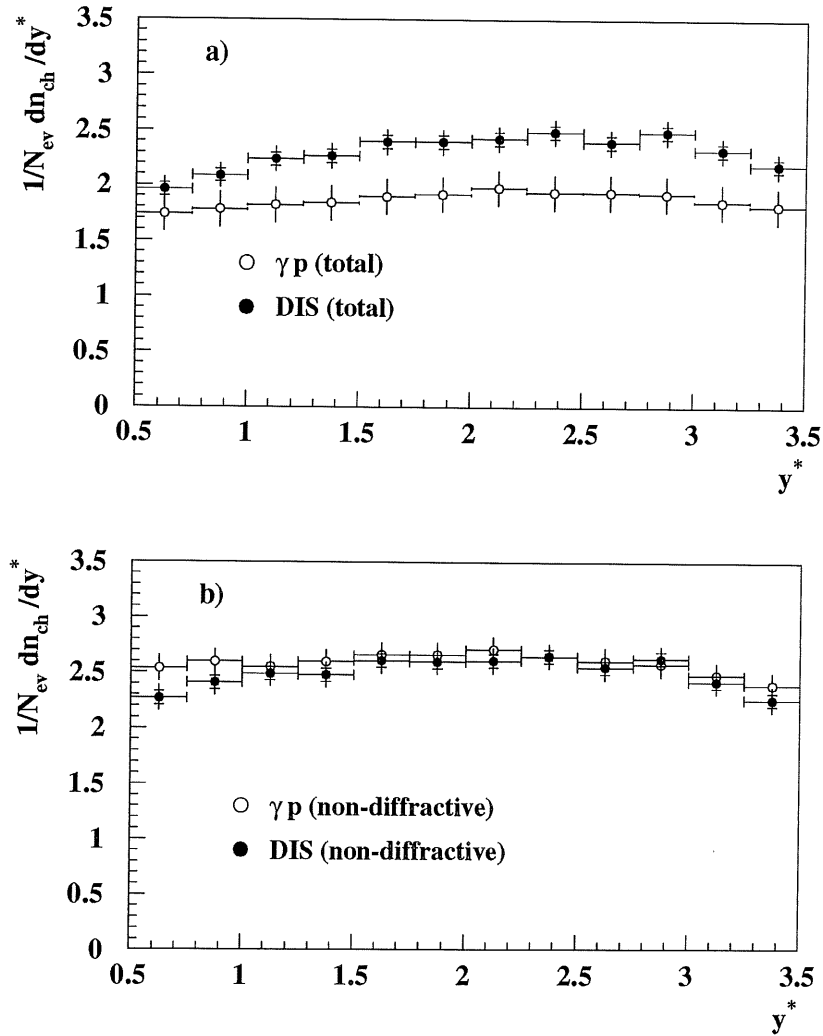 1/N_ev dn_ch/dy*
3.5
3
2.5
2
1.5
1
0.5
0
a)
γ p (total)
DIS (total)
0.5 1 1.5 2 2.5 3 3.5
y*
1/N_ev dn_ch/dy*
3.5
3
2.5
2
1.5
1
0.5
0
b)
γ p (non-diffractive)
DIS (non-diffractive)
0.5 1 1.5 2 2.5 3 3.5
y*